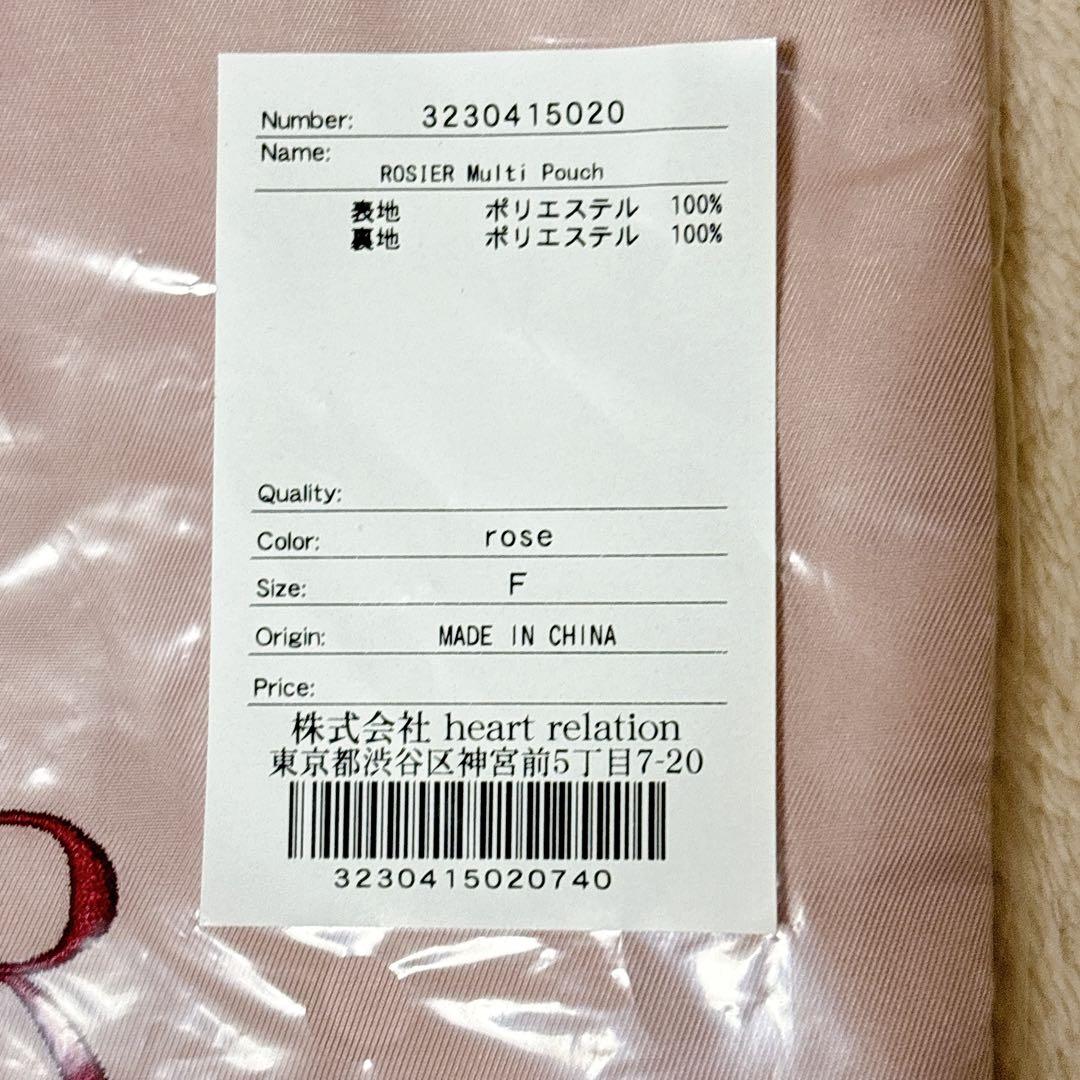 Number: 3230415020
Name:
ROSIER Multi Pouch
表地 ポリエステル 100%
裏地 ポリエステル 100%
Quality:
Color: rose
Size: F
Origin: MADE IN CHINA
Price:
株式会社 heart relation
東京都渋谷区神宮前5丁目7-20
3230415020740
R